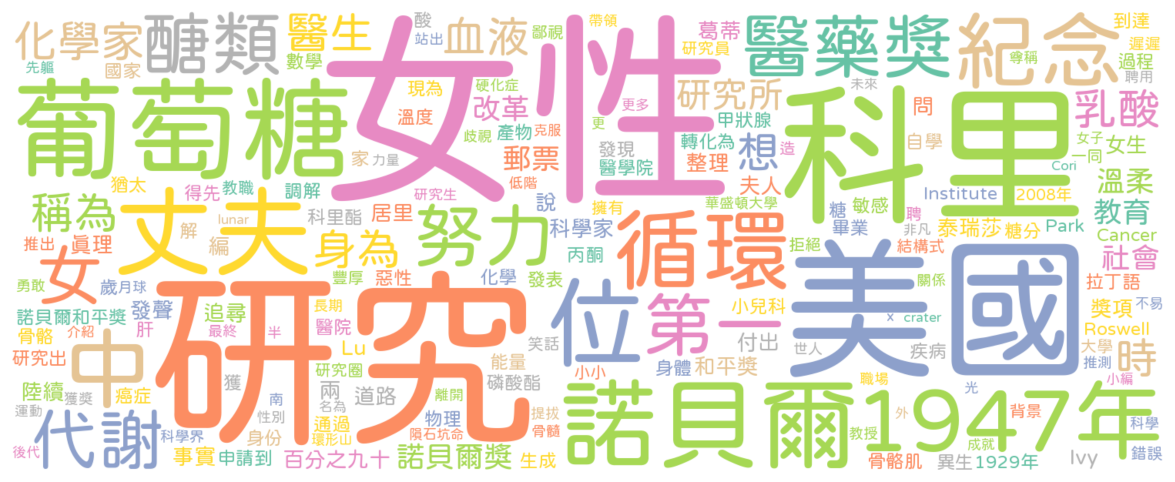 化學家 醣類 醫生 數學 酸 站出 血液 鄙視 帶領 葛蒂 研究員 醫藥獎 紀念 尊稱 到達 過程 遲遲 聘用
先軀 國家 女性 現為 硬化症 溫度 改革 歧視 產物 克服 更多 更 研究所 甲狀腺 未來 科里 問 自學 乳酸
葡萄糖 家 力量 發現 轉化為 造 女子 一同 女生
猶太 得先 教職 調解 研究生 低階 郵票 醫學院 整理 想 Cori 溫柔
稱為 lunar 解 科里酯 擁有 夫人 華盛頓大學 糖 敏感 聘 Institute 2008年 教育
推出 真理 編 丈夫 居里 努力 說 科學家 畢業 非凡 泰瑞莎 糖分 Park Cancer
勇敢 女 歲 月球 豐厚 惡性 身為 化學 發表 丙酮 循環 拒絕 結構式 社會
諾貝爾和平獎 發聲 追尋 關係 拉丁語
骨骼 介紹 肝 最終 半 長期 醫院 研究 位 第一 小兒科 美國 x crater 獎項 不易
研究出 中 Lu 研究圈 笑話 能量 付出 世人 疾病 Roswell 大學 推測 時
陸續 癌症 獲 兩 道路 磷酸酯 小小 身體 和平獎 職場 光 小編
運動 獲獎 南 性別 名為 離開 提拔 諾貝爾 1947年 外 背景 科學
後代 代謝 科學界 身份 通過 環形山 物理 隕石坑命 骨髓 教授 成就 錯誤
事實 申請到 百分之九十 諾貝爾獎 生成 骨骼肌 異生 1929年 Ivy